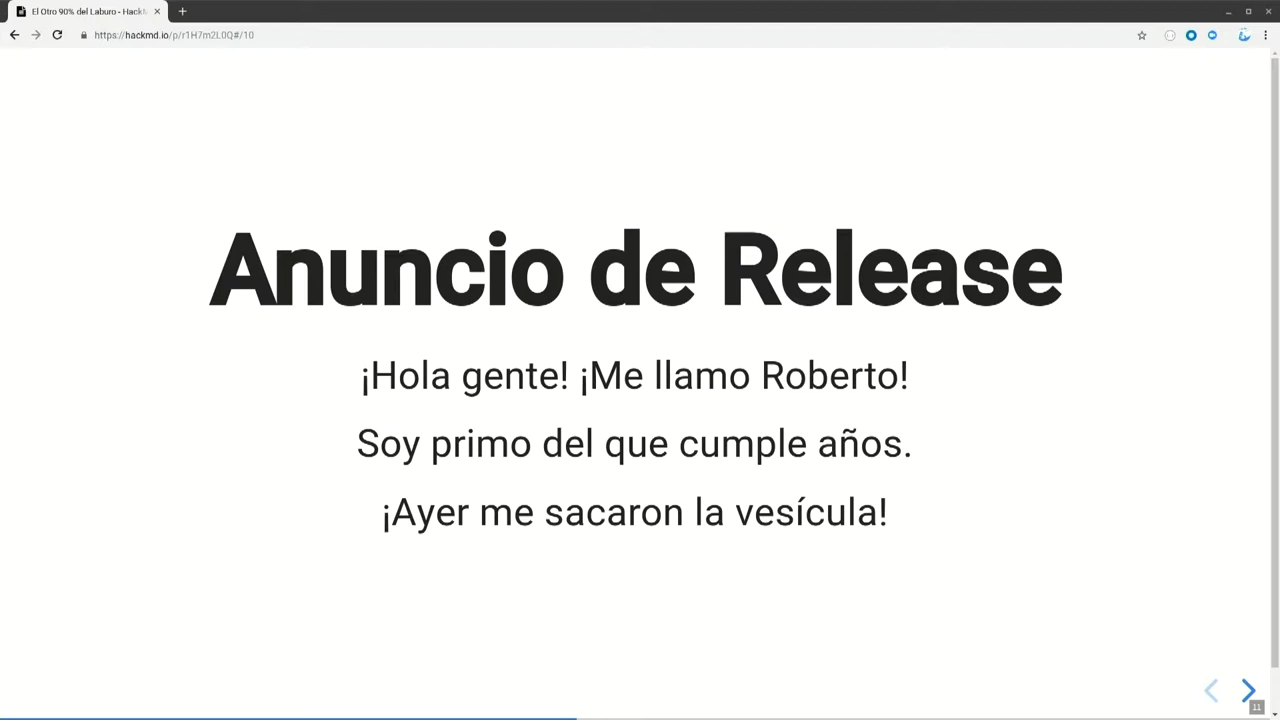 El Otro 90% del Laburo - Hack
https://hackmd.io/p/r1H7m2L0Q#/10
Anuncio de Release
¡Hola gente! ¡Me llamo Roberto!
Soy primo del que cumple años.
¡Ayer me sacaron la vesícula!
11